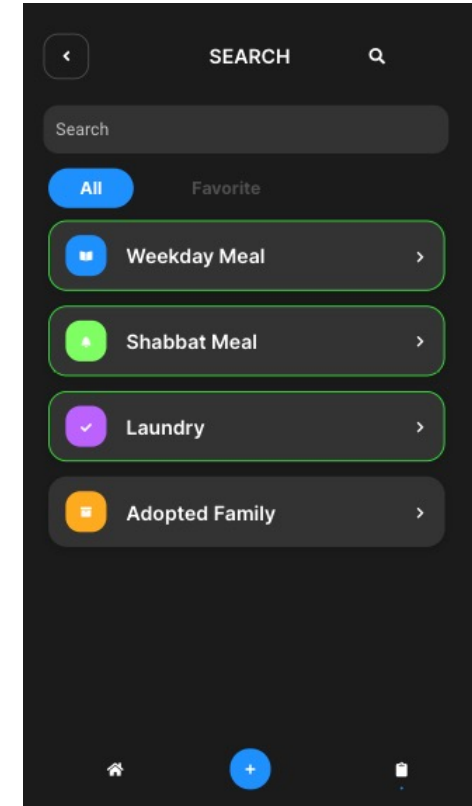 SEARCH
Search
All Favorite
Weekday Meal
Shabbat Meal
Laundry
Adopted Family